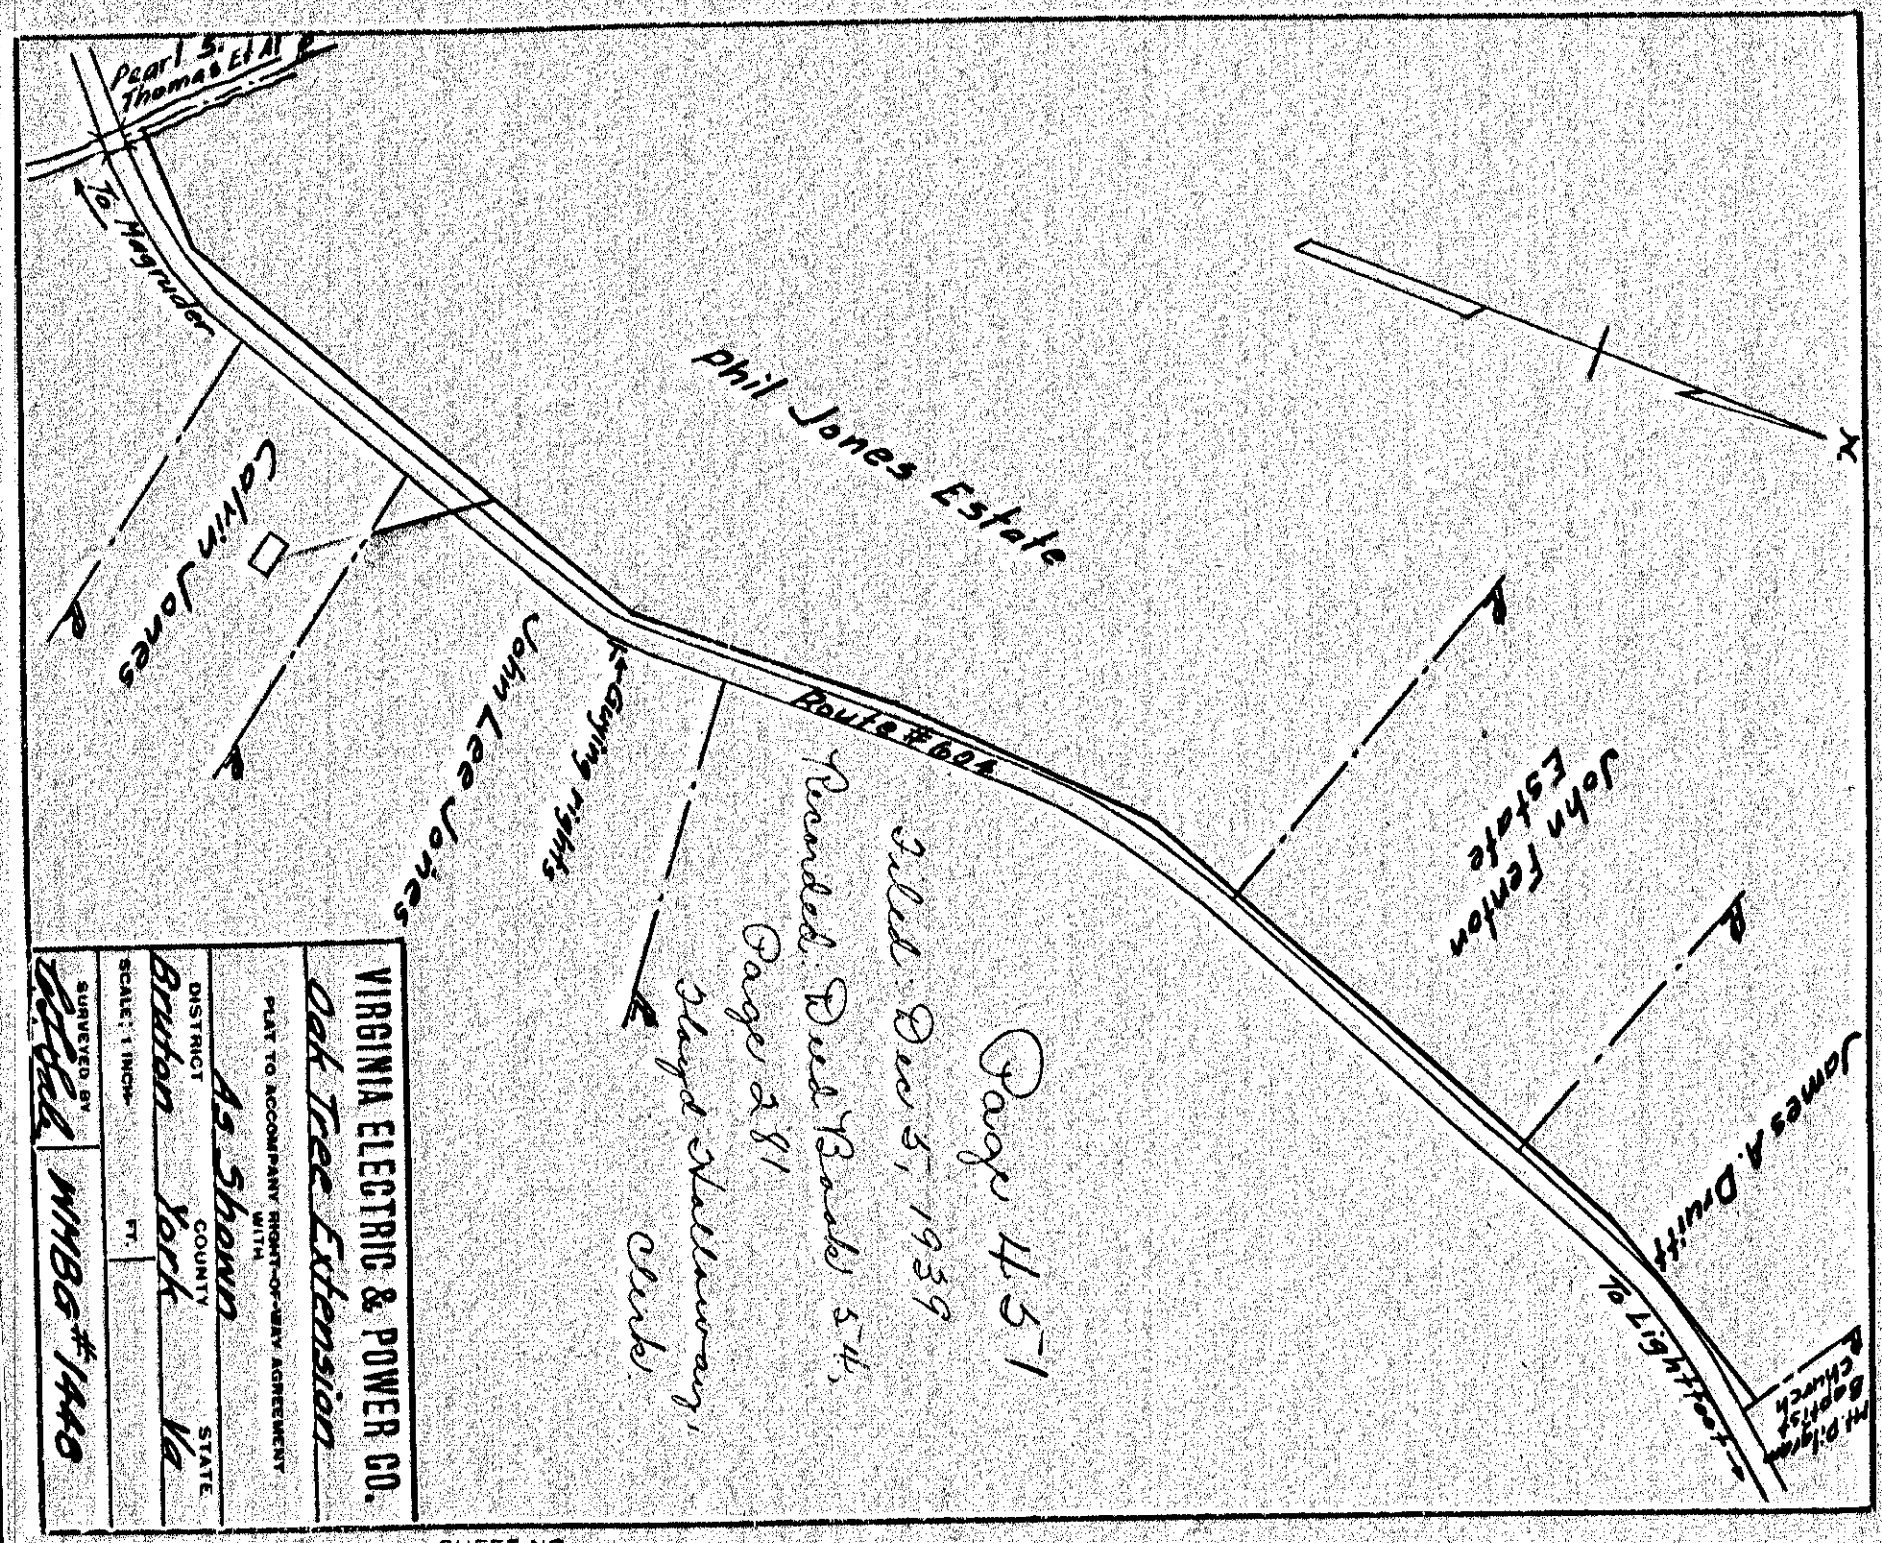 Pearl S.
Thomas Et Al
To Magruder
Phil Jones Estate
N.
Calvin Jones
John Lee Jones
Guying rights
Route #604
John Fenton
Estate
James A. Druitt
To Lightfoot
Mt. Pilgram
Baptist
Church
Page 451
Filed: Dec 5, 1939
Recorded: Deed Book 54,
Page 281
Floyd Holloway,
Clerk
VIRGINIA ELECTRIC & POWER CO.
Oak Tree Extension
PLAT TO ACCOMPANY RIGHT-OF-WAY AGREEMENT
WITH
As Shown
DISTRICT COUNTY STATE
Bruton York Va
SCALE: 1 INCH= FT.
SURVEYED BY
WMBG #1440